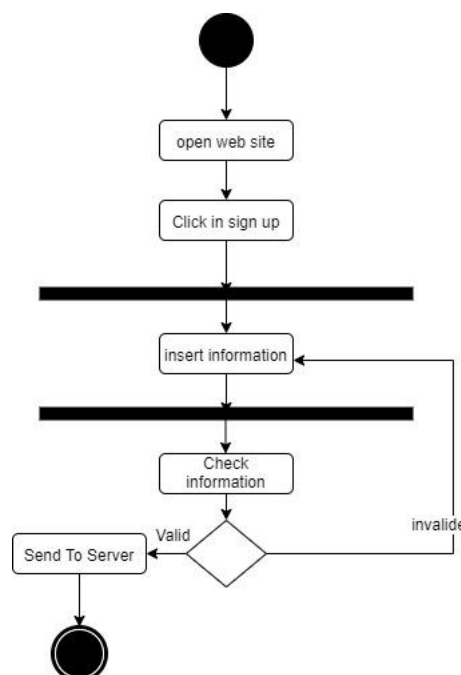 open web site
Click in sign up
insert information
Check
information
invalide
Valid
Send To Server